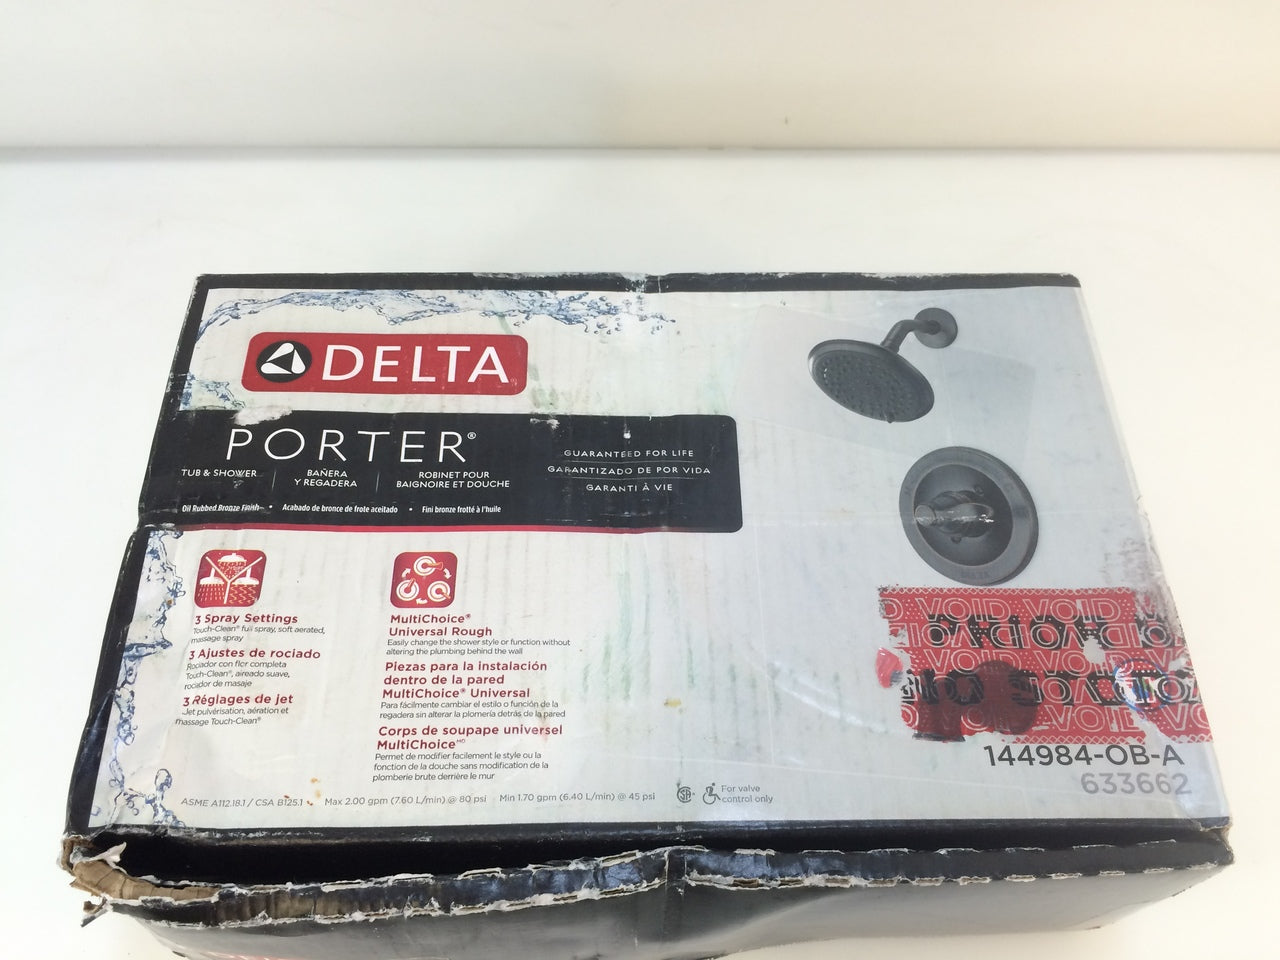 DELTA
PORTER®
TUB & SHOWER
BAÑERA
Y REGADERA
ROBINET POUR
BAIGNOIRE ET DOUCHE
GUARANTEED FOR LIFE
GARANTIZADO DE POR VIDA
GARANTI À VIE
Oil Rubbed Bronze Finish • Acabado de bronce de frote aceitado • Fini bronze frotté à l'huile
3 Spray Settings
Touch-Clean® full spray, soft aerated,
massage spray
3 Ajustes de rociado
Rociador con flor completa
Touch-Clean®, aireado suave,
rociador de masaje
3 Réglages de jet
Jet pulvérisation, aération et
massage Touch-Clean®
MultiChoice®
Universal Rough
Easily change the shower style or function without
altering the plumbing behind the wall
Piezas para la instalación
dentro de la pared
MultiChoice® Universal
Para fácilmente cambiar el estilo o función de la
regadera sin alterar la plomería detrás de la pared
Corps de soupape universel
MultiChoice
Permet de modifier facilement le style ou la
fonction de la douche sans modification de la
plomberie brute derrière le mur
ASME A112.18.1 / CSA B125.1 • Max 2.00 gpm (7.60 L/min) @ 80 psi • Min 1.70 gpm (6.40 L/min) @ 45 psi
For valve
control only
VOID VOID
VOID
144984-OB-A
633662